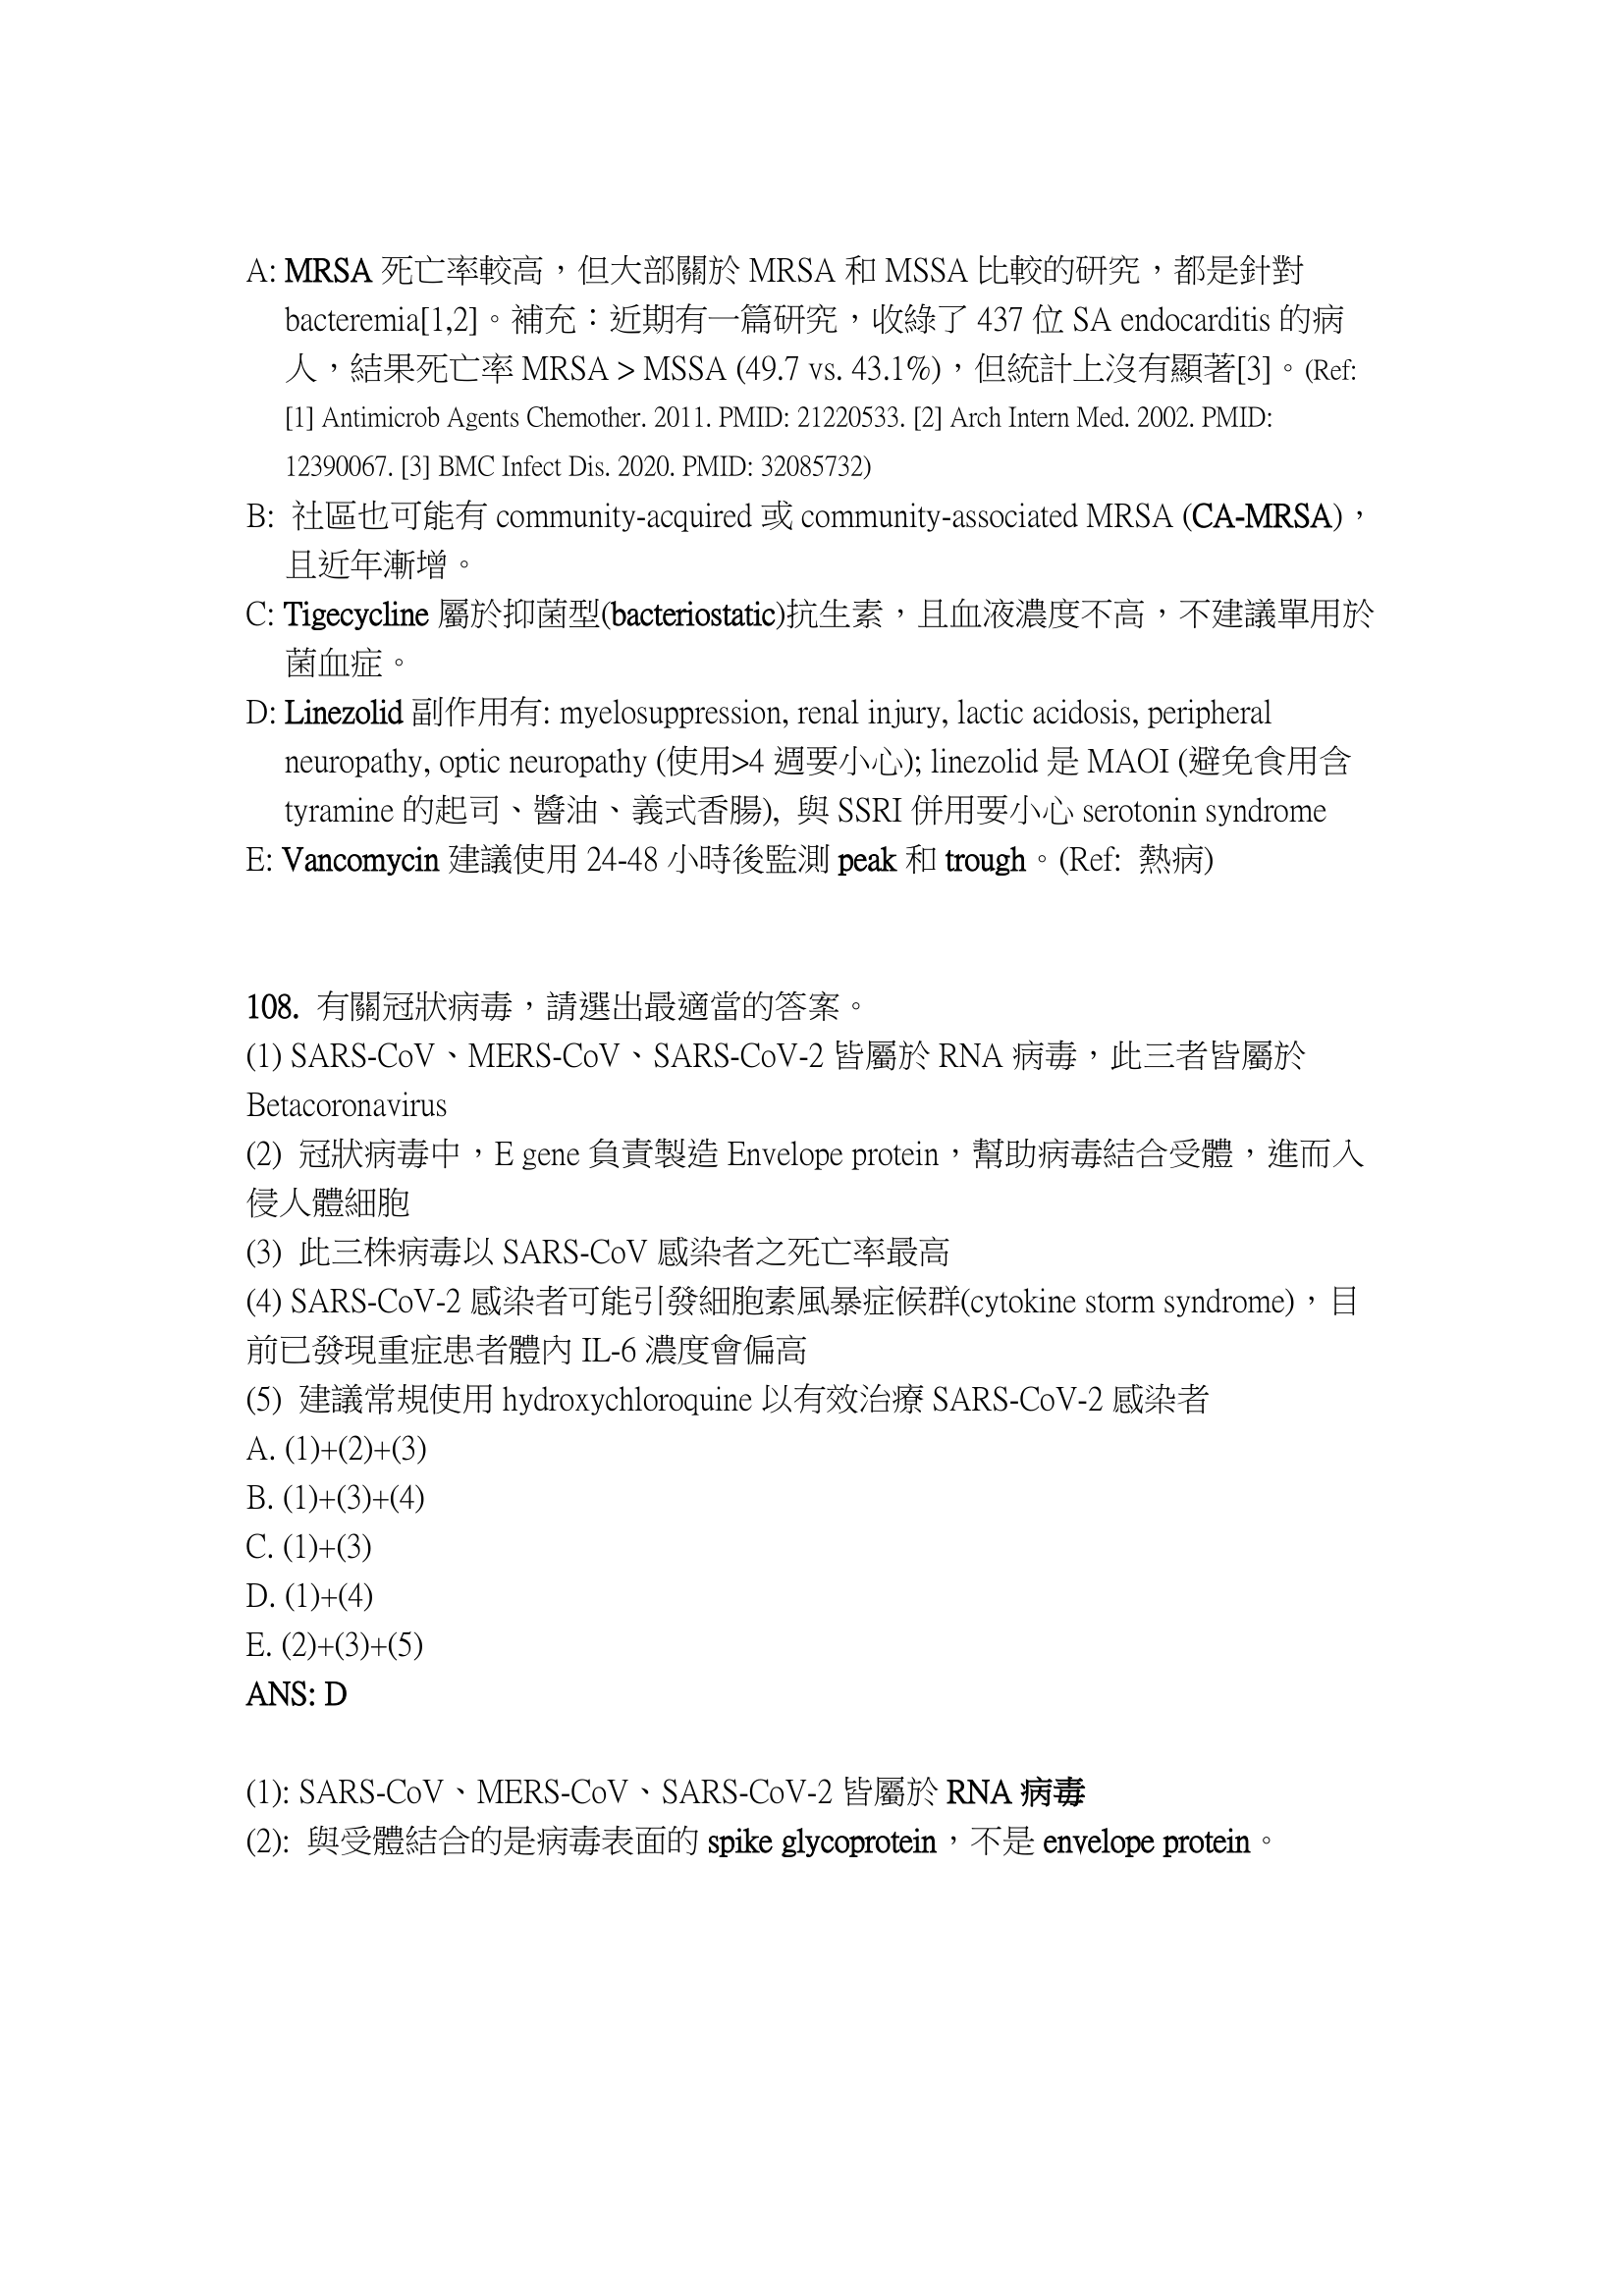 A: MRSA 死亡率較高，但大部關於 MRSA 和 MSSA 比較的研究，都是針對
bacteremia[1,2]。補充：近期有一篇研究，收綠了 437 位 SA endocarditis 的病
人，結果死亡率 MRSA > MSSA (49.7 vs. 43.1%)，但統計上沒有顯著[3]。(Ref:
[1] Antimicrob Agents Chemother. 2011. PMID: 21220533. [2] Arch Intern Med. 2002. PMID:
12390067. [3] BMC Infect Dis. 2020. PMID: 32085732)
B: 社區也可能有 community-acquired 或 community-associated MRSA (CA-MRSA)，
且近年漸增。
C: Tigecycline 屬於抑菌型(bacteriostatic)抗生素，且血液濃度不高，不建議單用於
菌血症。
D: Linezolid 副作用有: myelosuppression, renal injury, lactic acidosis, peripheral
neuropathy, optic neuropathy (使用>4 週要小心); linezolid 是 MAOI (避免食用含
tyramine 的起司、醬油、義式香腸), 與 SSRI 併用要小心 serotonin syndrome
E: Vancomycin 建議使用 24-48 小時後監測 peak 和 trough。(Ref: 熱病)
108. 有關冠狀病毒，請選出最適當的答案。
(1) SARS-CoV、MERS-CoV、SARS-CoV-2 皆屬於 RNA 病毒，此三者皆屬於
Betacoronavirus
(2) 冠狀病毒中，E gene 負責製造 Envelope protein，幫助病毒結合受體，進而入
侵人體細胞
(3) 此三株病毒以 SARS-CoV 感染者之死亡率最高
(4) SARS-CoV-2 感染者可能引發細胞素風暴症候群(cytokine storm syndrome)，目
前已發現重症患者體內 IL-6 濃度會偏高
(5) 建議常規使用 hydroxychloroquine 以有效治療 SARS-CoV-2 感染者
A. (1)+(2)+(3)
B. (1)+(3)+(4)
C. (1)+(3)
D. (1)+(4)
E. (2)+(3)+(5)
ANS: D
(1): SARS-CoV、MERS-CoV、SARS-CoV-2 皆屬於 RNA 病毒
(2): 與受體結合的是病毒表面的 spike glycoprotein，不是 envelope protein。